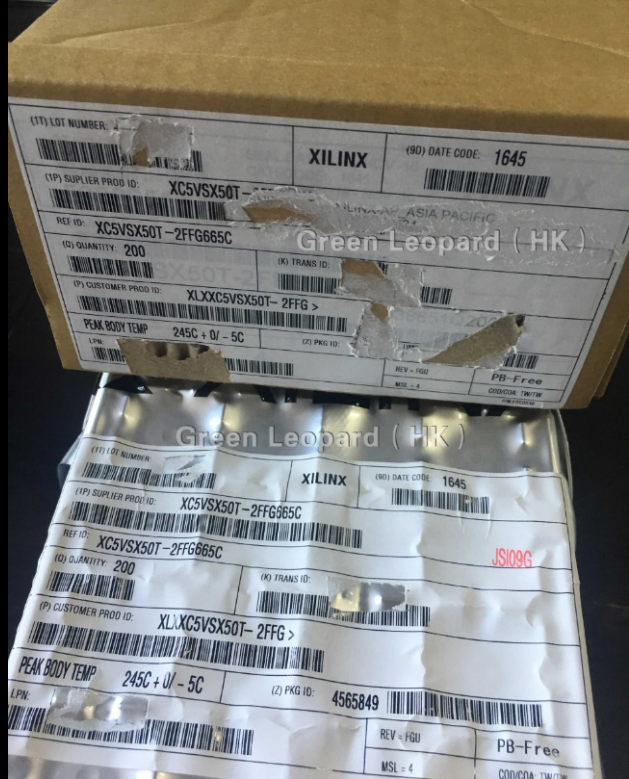 (1T) LOT NUMBER:
XILINX
(9D) DATE CODE: 1645
(1P) SUPLIER PROD ID: XC5VSX50T-
ASIA PACIFIC
REF ID: XC5VSX50T-2FFG665C
Green Leopard ( HK )
(Q) QUANTITY: 200
(K) TRANS ID:
(P) CUSTOMER PROD ID: XLXXC5VSX50T- 2FFG >
PEAK BODY TEMP 245C + 0/ - 5C
(Z) PKG ID:
LPN:
REV = FGU
MSL = 4
PB-Free
COO/COA: TW/TW
Green Leopard ( HK )
(1T) LOT NUMBER:
XILINX
(9D) DATE CODE: 1645
(1P) SUPLIER PROD ID: XC5VSX50T-2FFG665C
REF ID: XC5VSX50T-2FFG665C
JSI09G
(Q) QUANTITY: 200
(K) TRANS ID:
(P) CUSTOMER PROD ID: XLXXC5VSX50T- 2FFG >
PEAK BODY TEMP 245C + 0/ - 5C
(Z) PKG ID: 4565849
LPN:
REV = FGU
MSL = 4
PB-Free
COO/COA: TW/TW